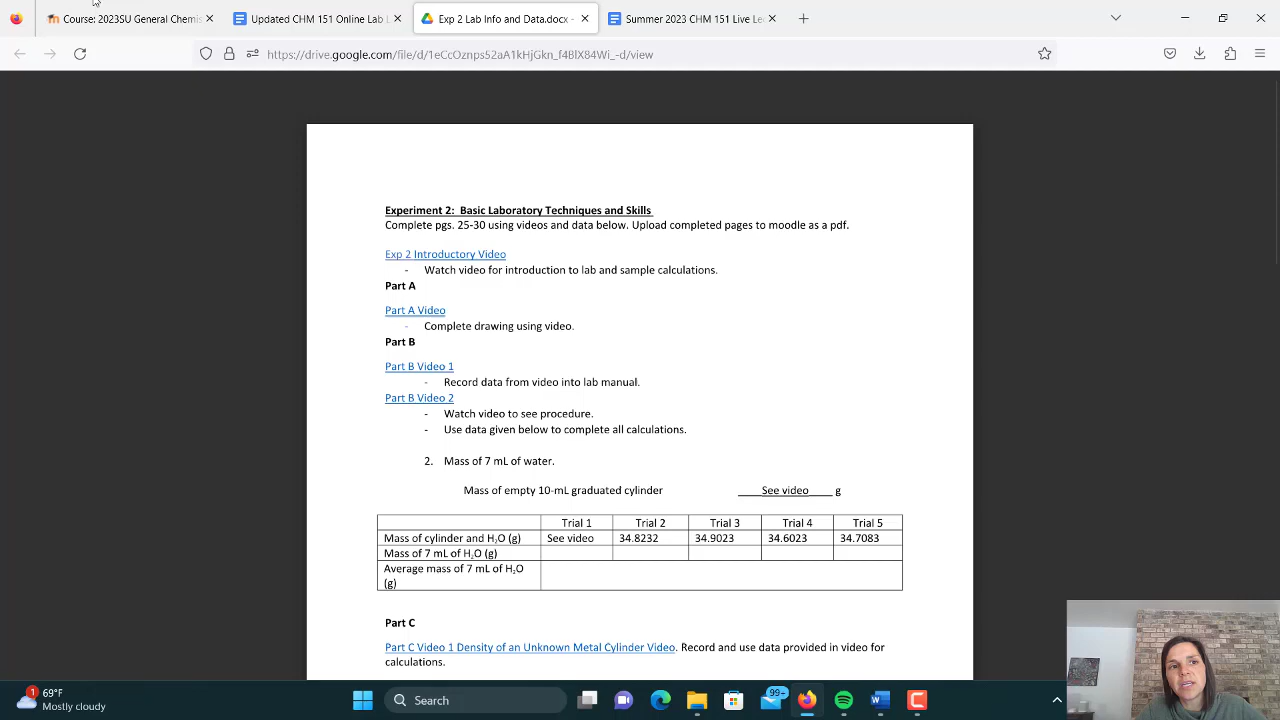 Course: 2023SU General Chemis
Updated CHM 151 Online Lab L
Exp 2 Lab Info and Data.docx -
Summer 2023 CHM 151 Live Le
https://drive.google.com/file/d/1eCcOznps52aA1kHjGkn_f4BlX84Wi_-d/view
Experiment 2: Basic Laboratory Techniques and Skills
Complete pgs. 25-30 using videos and data below. Upload completed pages to moodle as a pdf.
Exp 2 Introductory Video
- Watch video for introduction to lab and sample calculations.
Part A
Part A Video
- Complete drawing using video.
Part B
Part B Video 1
- Record data from video into lab manual.
Part B Video 2
- Watch video to see procedure.
- Use data given below to complete all calculations.
2. Mass of 7 mL of water.
Mass of empty 10-mL graduated cylinder ____See video____ g
Trial 1 Trial 2 Trial 3 Trial 4 Trial 5
Mass of cylinder and H₂O (g) See video 34.8232 34.9023 34.6023 34.7083
Mass of 7 mL of H₂O (g)
Average mass of 7 mL of H₂O
(g)
Part C
Part C Video 1 Density of an Unknown Metal Cylinder Video. Record and use data provided in video for
calculations.
1
69°F
Mostly cloudy
Search
99+